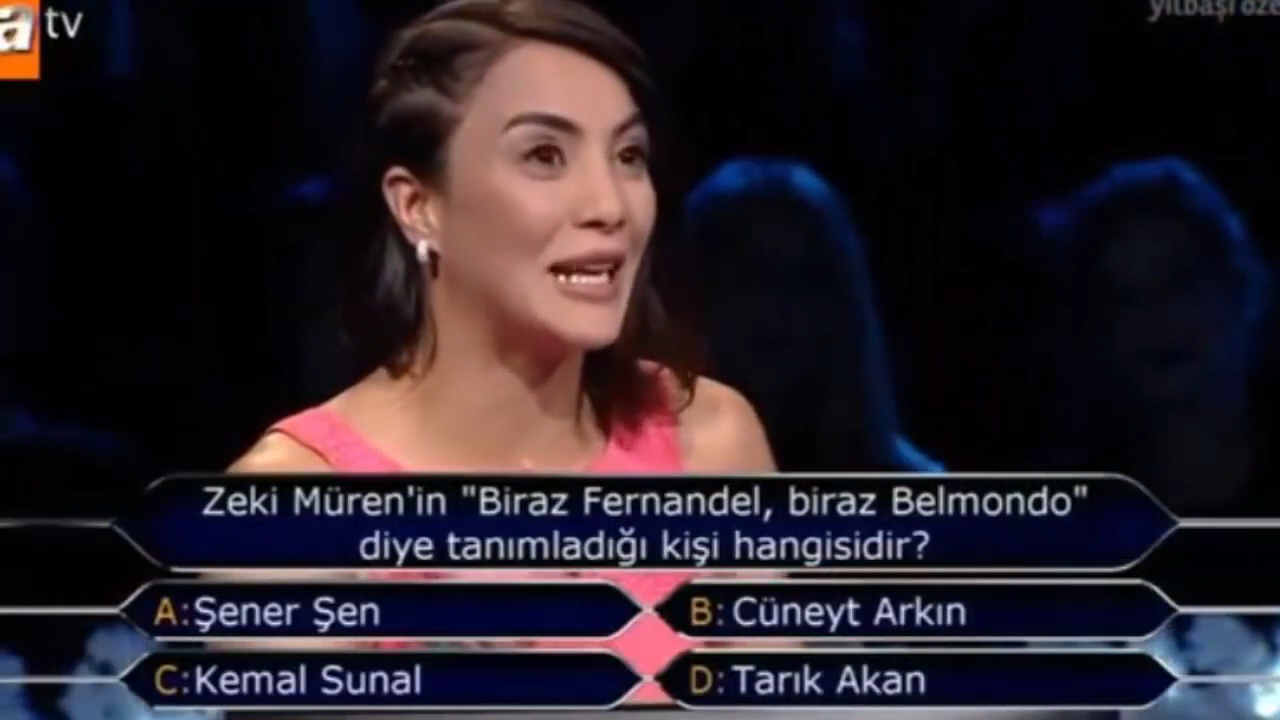 atv
yılbaşı öze
Zeki Müren'in "Biraz Fernandel, biraz Belmondo"
diye tanımladığı kişi hangisidir?
A: Şener Şen
B: Cüneyt Arkın
C: Kemal Sunal
D: Tarık Akan